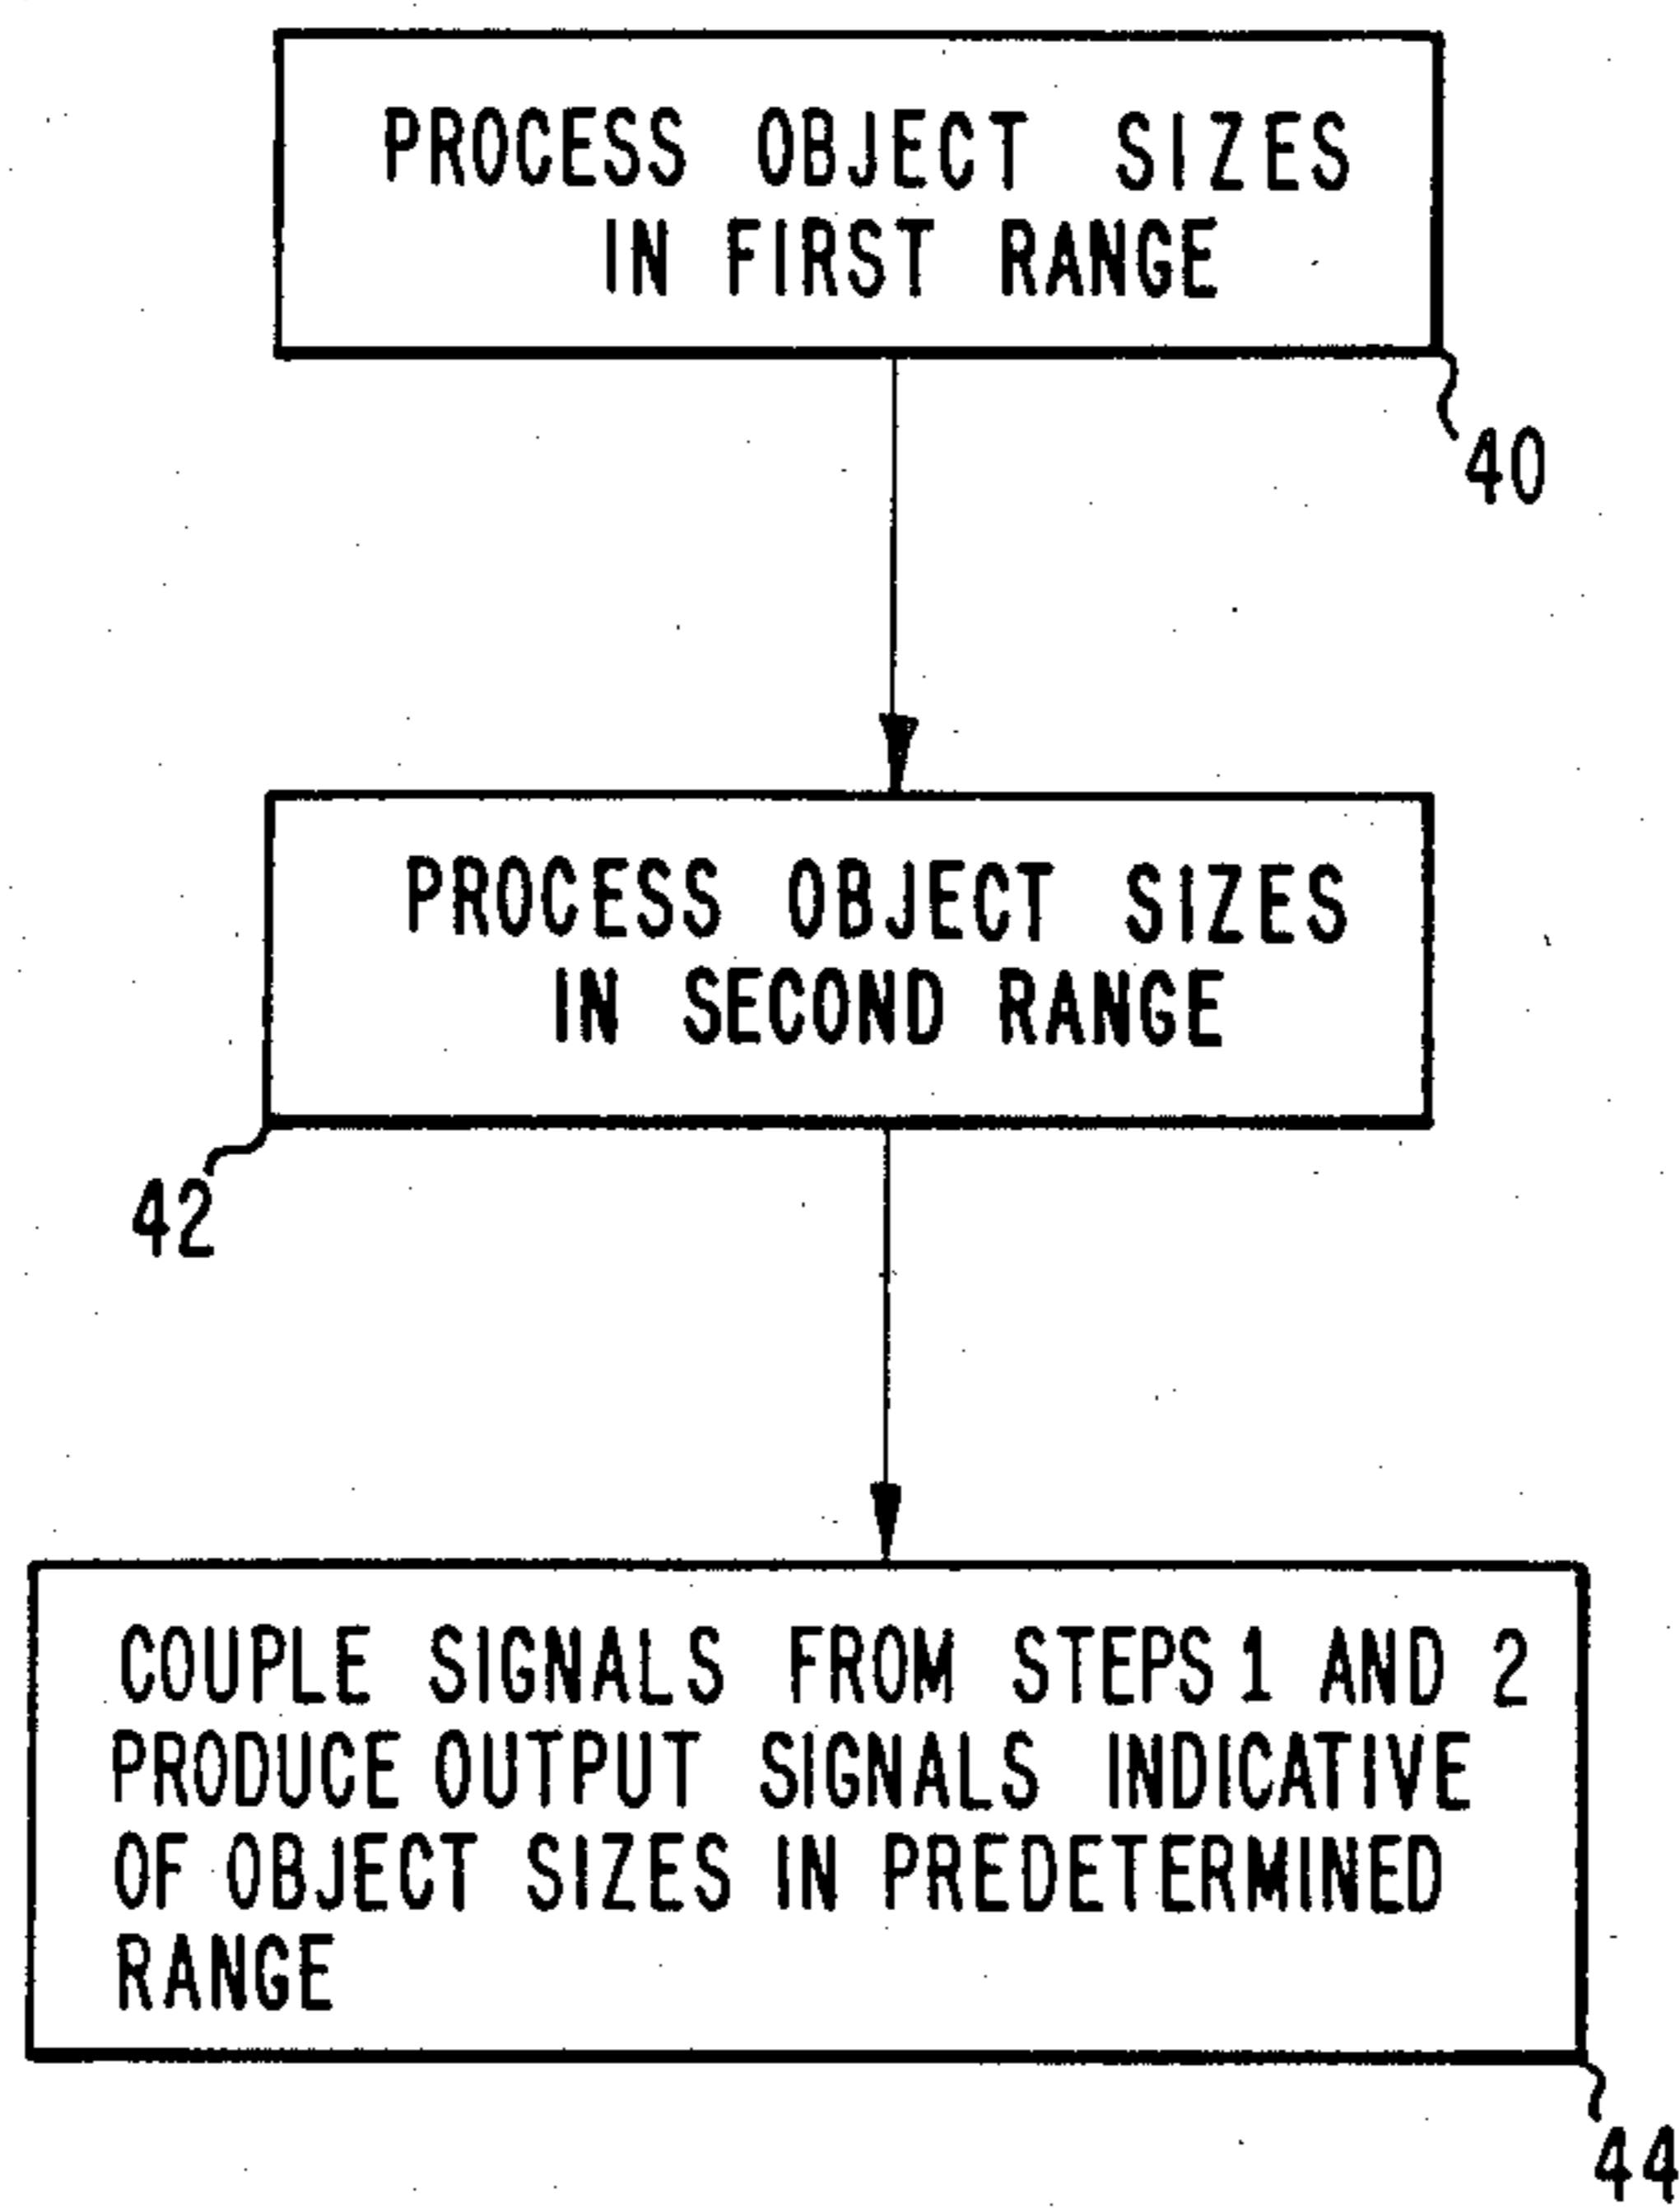 PROCESS OBJECT SIZES
IN FIRST RANGE
40
PROCESS OBJECT SIZES
IN SECOND RANGE
42
COUPLE SIGNALS FROM STEPS 1 AND 2
PRODUCE OUTPUT SIGNALS INDICATIVE
OF OBJECT SIZES IN PREDETERMINED
RANGE
44